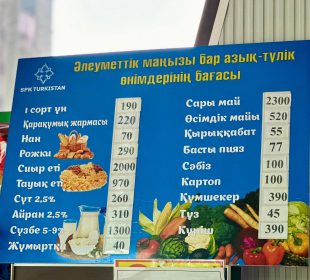 SPK TURKISTAN
Әлеуметтік маңызы бар азық-түлік
өнімдерінің бағасы
1 сорт ұн 190
Қарақұмық жармасы 220
Нан 70
Рожки 290
Сиыр еті 2000
Тауық еті 970
Сүт 2,5% 260
Айран 2,5% 310
Сүзбе 5-9% 1300
Жұмыртқа 40
Сары май 2300
Өсімдік майы 520
Қырыққабат 55
Басты пияз 77
Сәбіз 100
Картоп 100
Құмшекер 390
Тұз 45
Күріш 390